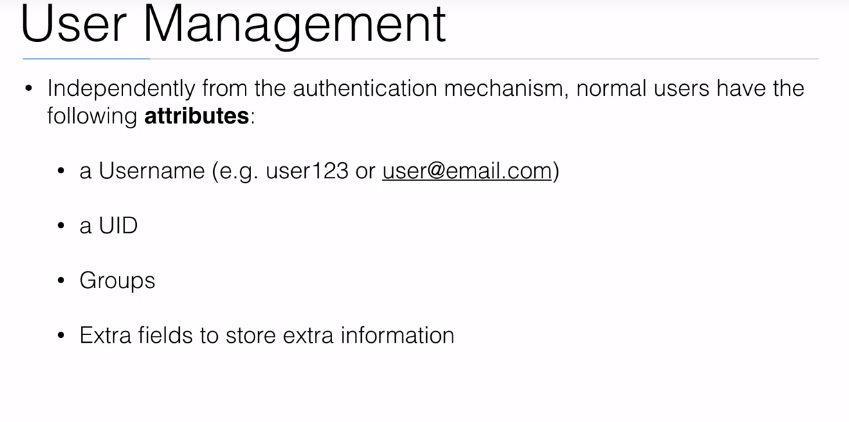 User Management
• Independently from the authentication mechanism, normal users have the
following attributes:
• a Username (e.g. user123 or user@email.com)
• a UID
• Groups
• Extra fields to store extra information